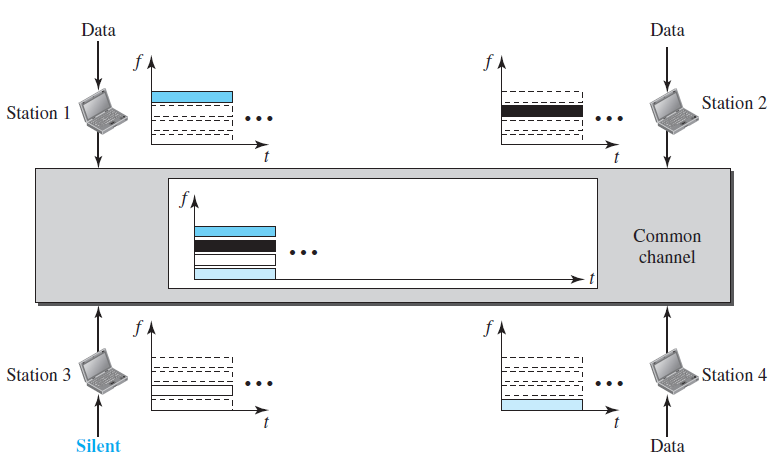 Data
Data
f
f
Station 1
Station 2
t
t
f
Common
channel
t
f
f
Station 3
Station 4
t
t
Silent
Data